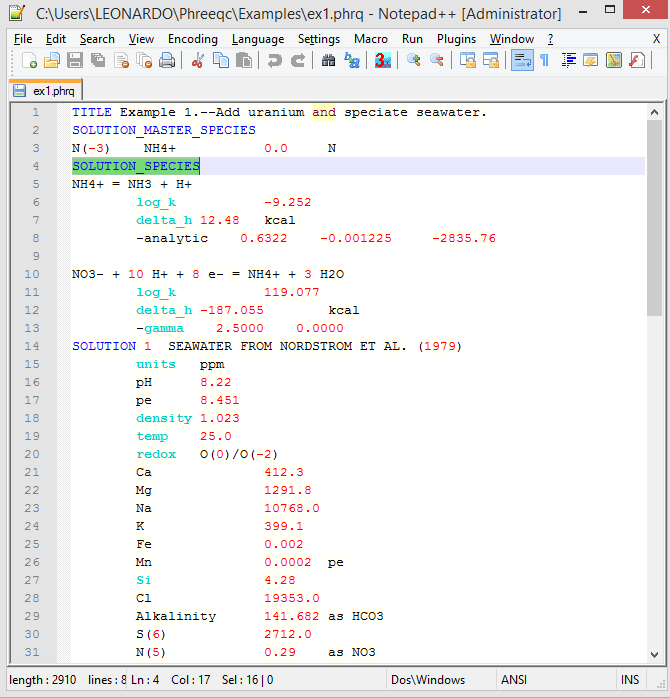 C:\Users\LEONARDO\Phreeqc\Examples\ex1.phrq - Notepad++ [Administrator]
File Edit Search View Encoding Language Settings Macro Run Plugins Window ? X
ex1.phrq
1 TITLE Example 1.--Add uranium and speciate seawater.
2 SOLUTION_MASTER_SPECIES
3 N(-3) NH4+ 0.0 N
4 SOLUTION_SPECIES
5 NH4+ = NH3 + H+
6 log_k -9.252
7 delta_h 12.48 kcal
8 -analytic 0.6322 -0.001225 -2835.76
9
10 NO3- + 10 H+ + 8 e- = NH4+ + 3 H2O
11 log_k 119.077
12 delta_h -187.055 kcal
13 -gamma 2.5000 0.0000
14 SOLUTION 1 SEAWATER FROM NORDSTROM ET AL. (1979)
15 units ppm
16 pH 8.22
17 pe 8.451
18 density 1.023
19 temp 25.0
20 redox O(0)/O(-2)
21 Ca 412.3
22 Mg 1291.8
23 Na 10768.0
24 K 399.1
25 Fe 0.002
26 Mn 0.0002 pe
27 Si 4.28
28 Cl 19353.0
29 Alkalinity 141.682 as HCO3
30 S(6) 2712.0
31 N(5) 0.29 as NO3
length : 2910 lines : 8 Ln : 4 Col : 17 Sel : 16 | 0 Dos\Windows ANSI INS